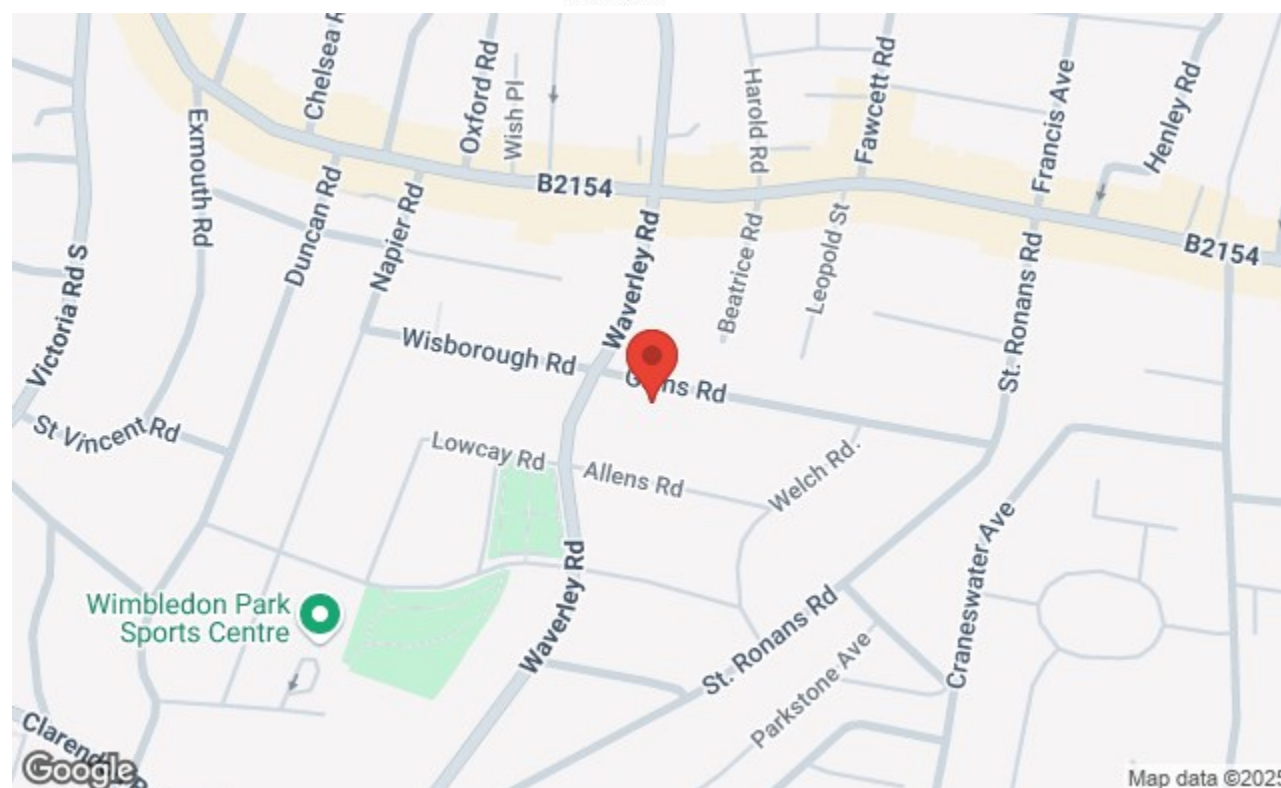 Chelsea R
Oxford Rd
Wish Pl
Harold Rd
Fawcett Rd
Francis Ave
Henley Rd
Exmouth Rd
Duncan Rd
Napier Rd
B2154
Waverley Rd
Beatrice Rd
Leopold St
St. Ronans Rd
B2154
Victoria Rd S
Wisborough Rd
ns Rd
St Vincent Rd
Lowcay Rd
Allens Rd
Welch Rd.
Craneswater Ave
Waverley Rd
Wimbledon Park
Sports Centre
St. Ronans Rd
Parkstone Ave
Google
Map data ©2025